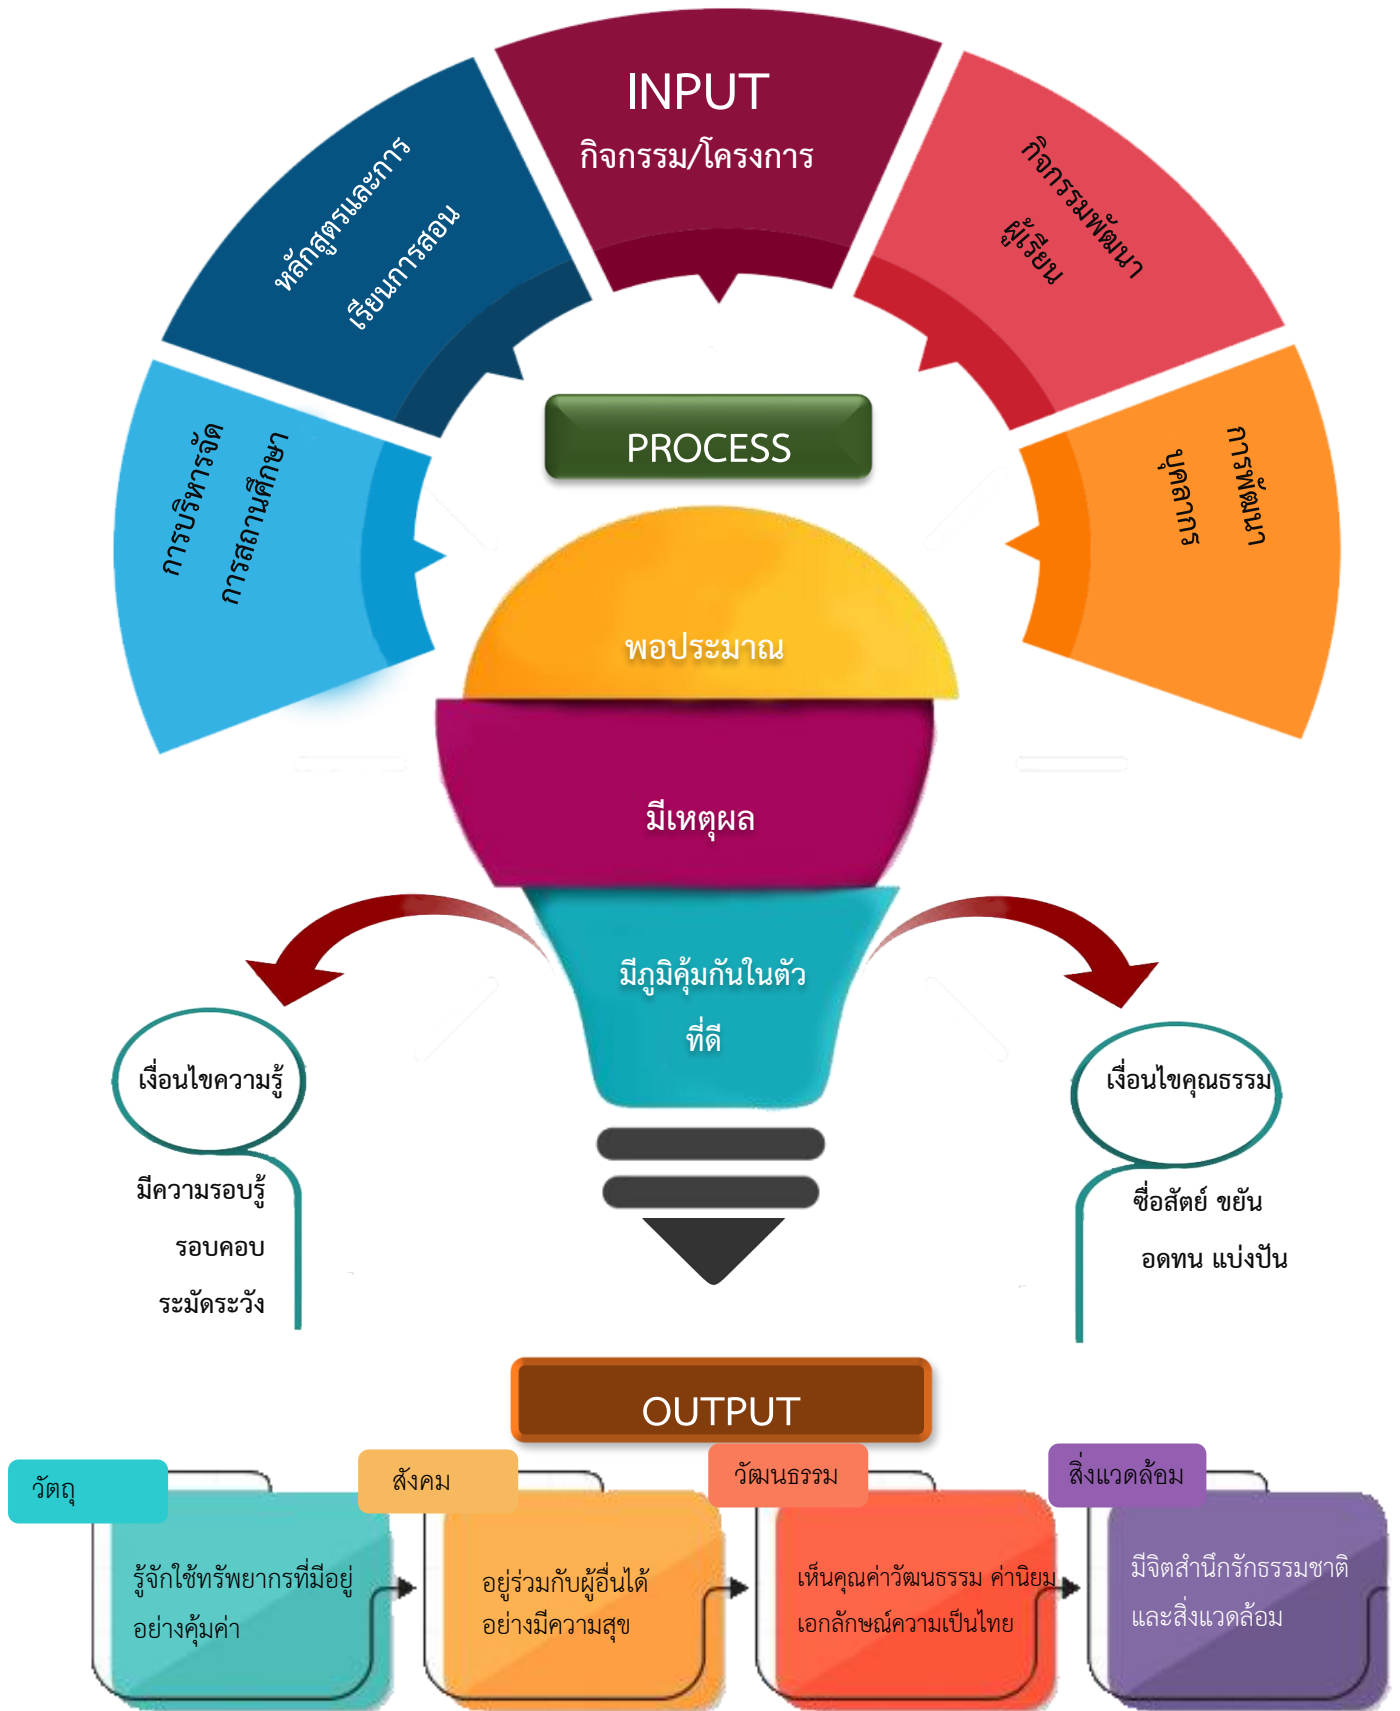 INPUT
กิจกรรม/โครงการ
หลักสูตรและการ
เรียนการสอน
กิจกรรมพัฒนา
ผู้เรียน
การบริหารจัด
การสถานศึกษา
การพัฒนา
บุคลากร
PROCESS
พอประมาณ
มีเหตุผล
มีภูมิคุ้มกันในตัว
ที่ดี
เงื่อนไขความรู้
มีความรอบรู้
รอบคอบ
ระมัดระวัง
เงื่อนไขคุณธรรม
ซื่อสัตย์ ขยัน
อดทน แบ่งปัน
OUTPUT
วัตถุ
รู้จักใช้ทรัพยากรที่มีอยู่
อย่างคุ้มค่า
สังคม
อยู่ร่วมกับผู้อื่นได้
อย่างมีความสุข
วัฒนธรรม
เห็นคุณค่าวัฒนธรรม ค่านิยม
เอกลักษณ์ความเป็นไทย
สิ่งแวดล้อม
มีจิตสำนึกรักธรรมชาติ
และสิ่งแวดล้อม